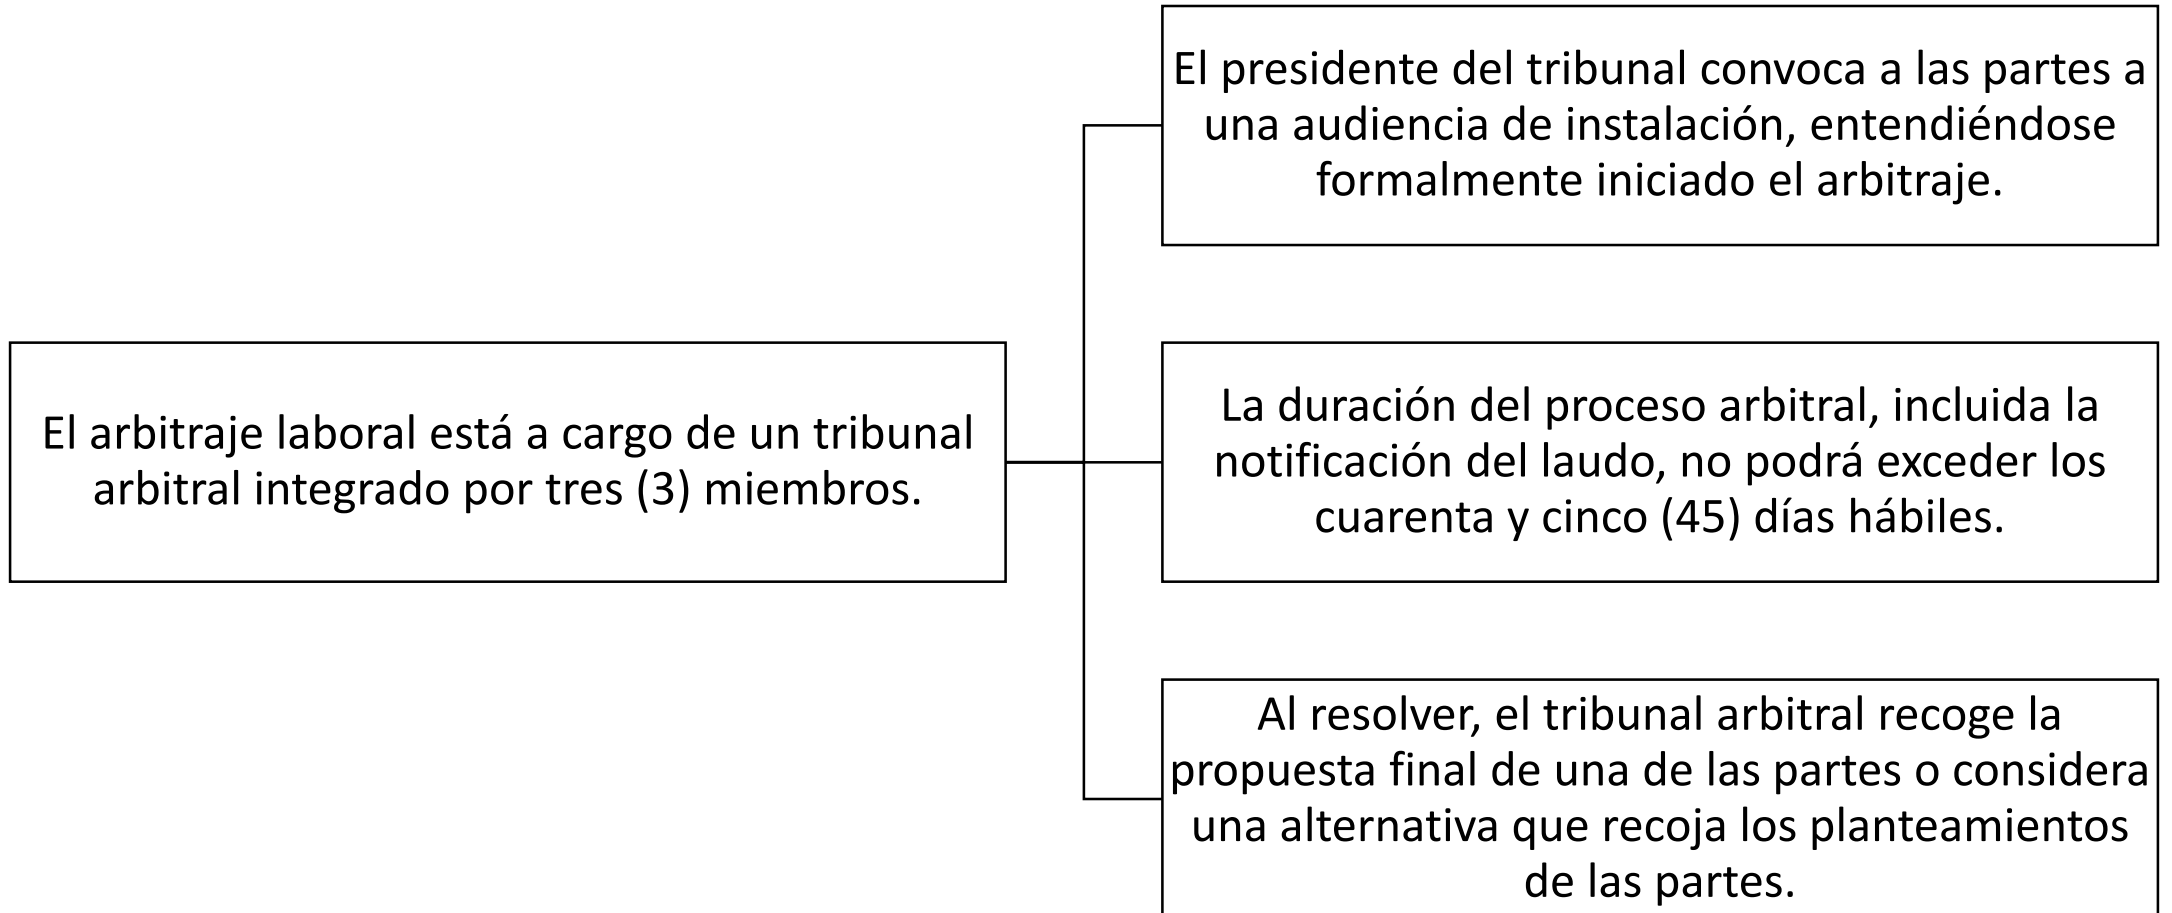 El arbitraje laboral está a cargo de un tribunal
arbitral integrado por tres (3) miembros.
El presidente del tribunal convoca a las partes a
una audiencia de instalación, entendiéndose
formalmente iniciado el arbitraje.
La duración del proceso arbitral, incluida la
notificación del laudo, no podrá exceder los
cuarenta y cinco (45) días hábiles.
Al resolver, el tribunal arbitral recoge la
propuesta final de una de las partes o considera
una alternativa que recoja los planteamientos
de las partes.